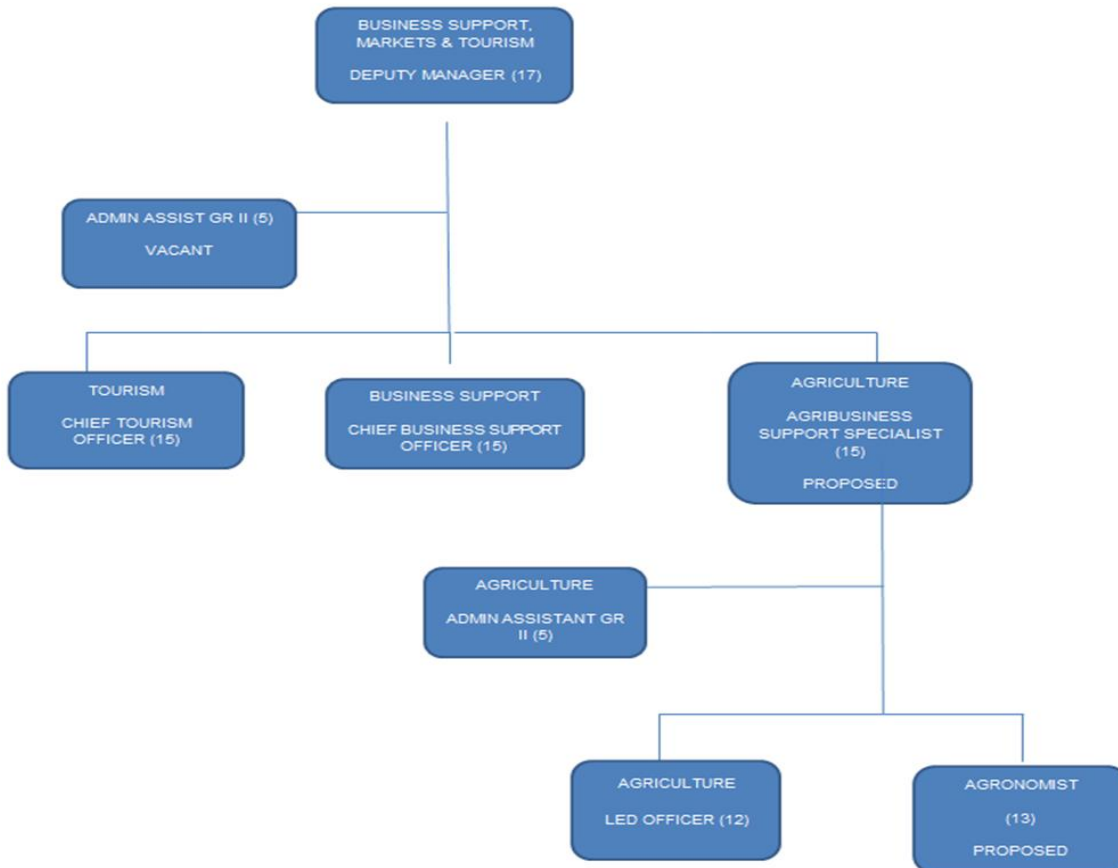 BUSINESS SUPPORT,
MARKETS & TOURISM
DEPUTY MANAGER (17)
ADMIN ASSIST GR II (5)
VACANT
TOURISM
CHIEF TOURISM
OFFICER (15)
BUSINESS SUPPORT
CHIEF BUSINESS SUPPORT
OFFICER (15)
AGRICULTURE
AGRIBUSINESS
SUPPORT SPECIALIST
(15)
PROPOSED
AGRICULTURE
ADMIN ASSISTANT GR
II (5)
AGRICULTURE
LED OFFICER (12)
AGRONOMIST
(13)
PROPOSED